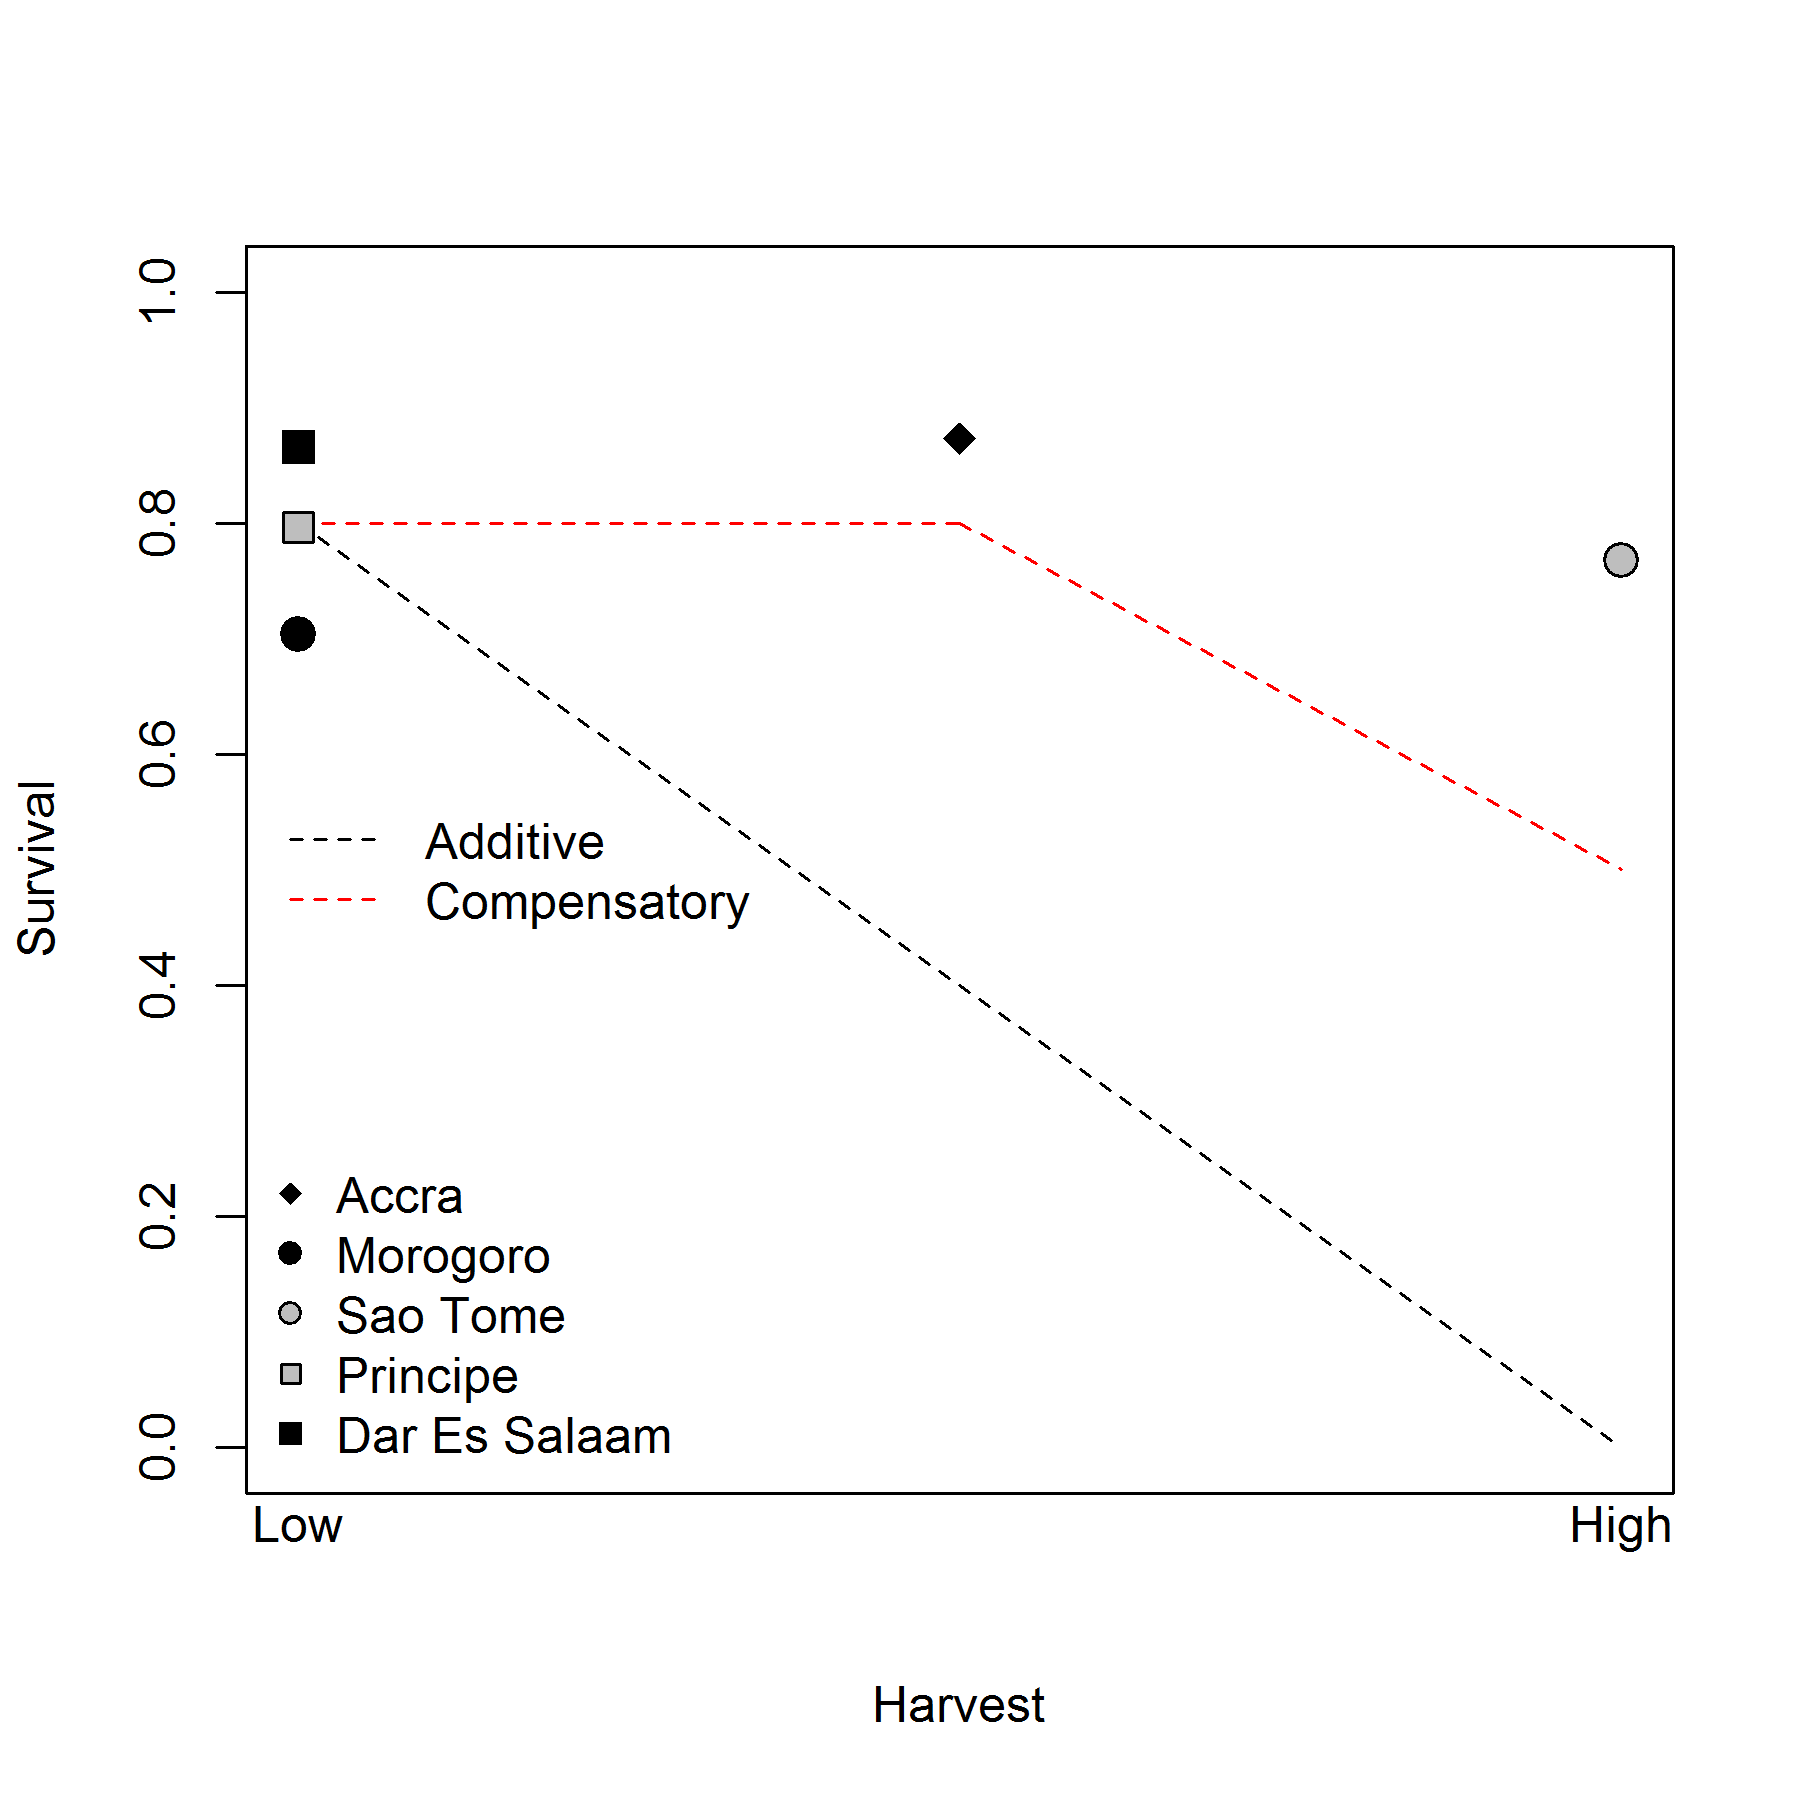 1.0
0.8
0.6
0.4
0.2
0.0
Survival
Additive
Compensatory
Accra
Morogoro
Sao Tome
Principe
Dar Es Salaam
Low
High
Harvest